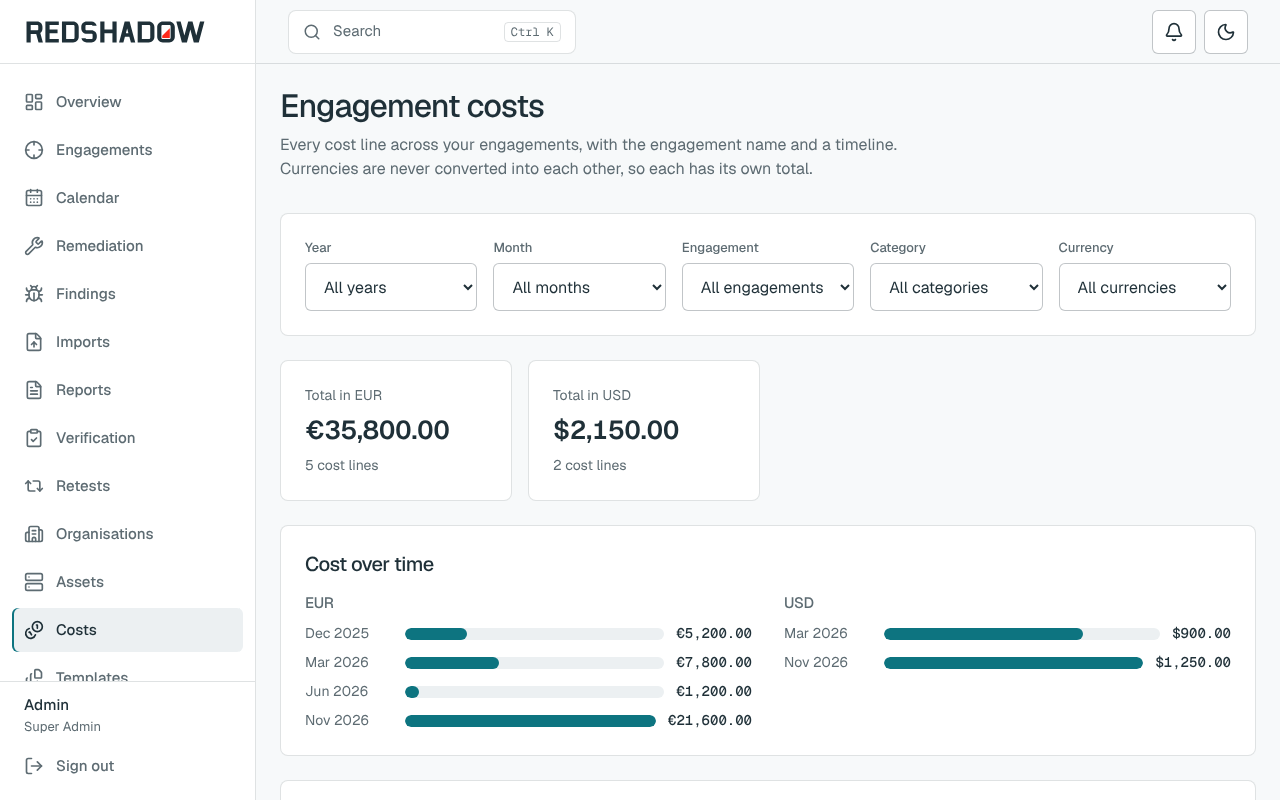 REDSHADOW
Search
Ctrl K
Overview
Engagements
Calendar
Remediation
Findings
Imports
Reports
Verification
Retests
Organisations
Assets
Costs
Templates
Admin
Super Admin
Sign out
Engagement costs
Every cost line across your engagements, with the engagement name and a timeline.
Currencies are never converted into each other, so each has its own total.
Year
Month
Engagement
Category
Currency
All years
All months
All engagements
All categories
All currencies
Total in EUR
€35,800.00
5 cost lines
Total in USD
$2,150.00
2 cost lines
Cost over time
EUR
Dec 2025 €5,200.00
Mar 2026 €7,800.00
Jun 2026 €1,200.00
Nov 2026 €21,600.00
USD
Mar 2026 $900.00
Nov 2026 $1,250.00